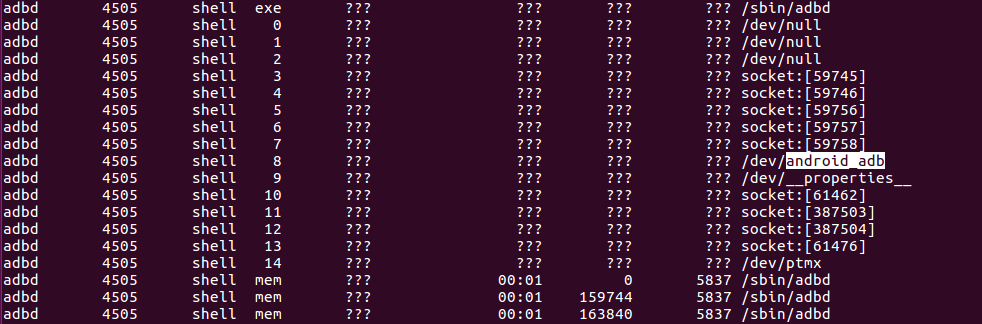 adbd 4505 shell exe ??? ??? ??? ??? /sbin/adbd
adbd 4505 shell 0 ??? ??? ??? ??? /dev/null
adbd 4505 shell 1 ??? ??? ??? ??? /dev/null
adbd 4505 shell 2 ??? ??? ??? ??? /dev/null
adbd 4505 shell 3 ??? ??? ??? ??? socket:[59745]
adbd 4505 shell 4 ??? ??? ??? ??? socket:[59746]
adbd 4505 shell 5 ??? ??? ??? ??? socket:[59756]
adbd 4505 shell 6 ??? ??? ??? ??? socket:[59757]
adbd 4505 shell 7 ??? ??? ??? ??? socket:[59758]
adbd 4505 shell 8 ??? ??? ??? ??? /dev/android_adb
adbd 4505 shell 9 ??? ??? ??? ??? /dev/__properties__
adbd 4505 shell 10 ??? ??? ??? ??? socket:[61462]
adbd 4505 shell 11 ??? ??? ??? ??? socket:[387503]
adbd 4505 shell 12 ??? ??? ??? ??? socket:[387504]
adbd 4505 shell 13 ??? ??? ??? ??? socket:[61476]
adbd 4505 shell 14 ??? ??? ??? ??? /dev/ptmx
adbd 4505 shell mem ??? 00:01 0 5837 /sbin/adbd
adbd 4505 shell mem ??? 00:01 159744 5837 /sbin/adbd
adbd 4505 shell mem ??? 00:01 163840 5837 /sbin/adbd